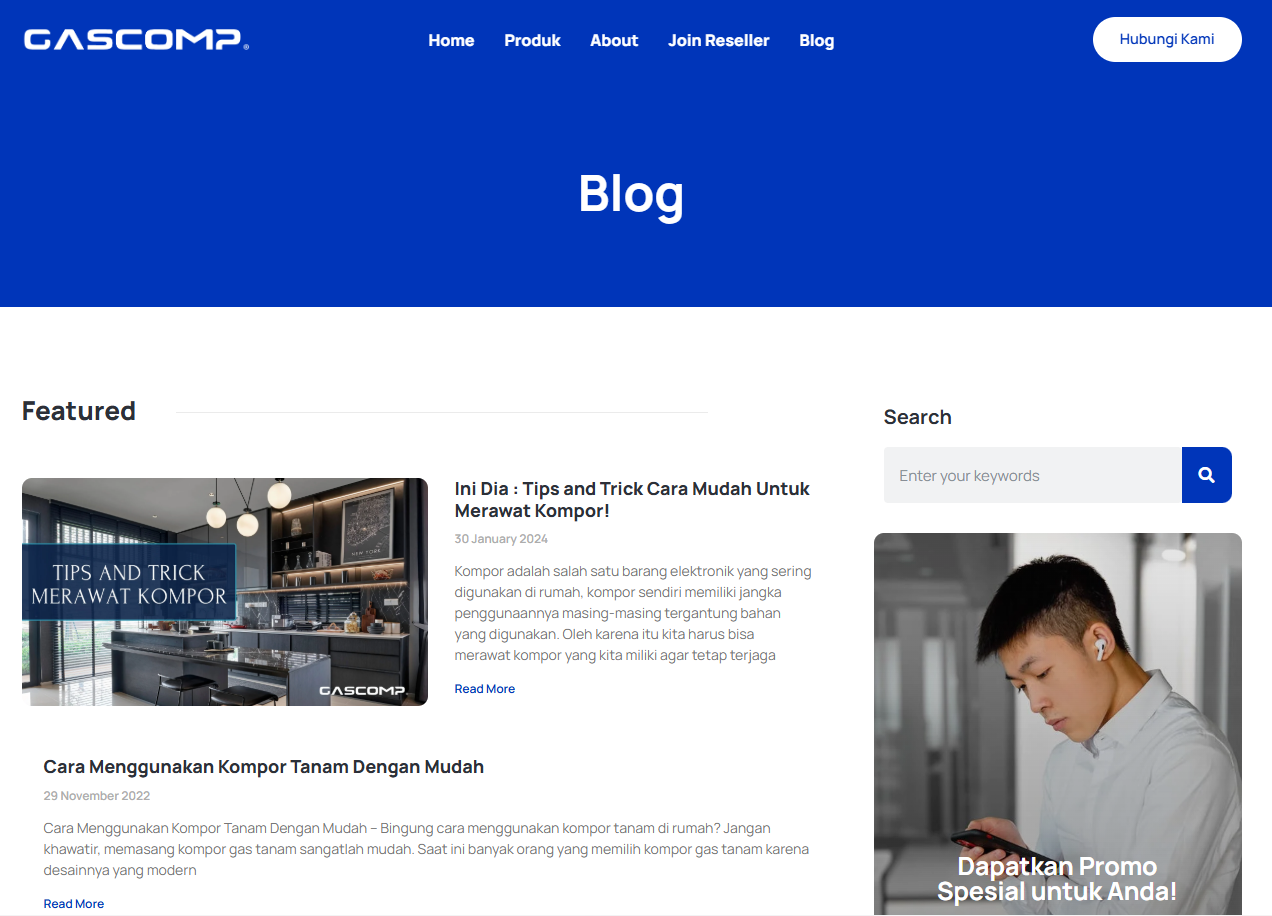 GASCOMP®
Home Produk About Join Reseller Blog
Hubungi Kami
Blog
Featured
TIPS AND TRICK
MERAWAT KOMPOR
NEW YORK
GASCOMP
Ini Dia : Tips and Trick Cara Mudah Untuk
Merawat Kompor!
30 January 2024
Kompor adalah salah satu barang elektronik yang sering
digunakan di rumah, kompor sendiri memiliki jangka
penggunaannya masing-masing tergantung bahan
yang digunakan. Oleh karena itu kita harus bisa
merawat kompor yang kita miliki agar tetap terjaga
Read More
Cara Menggunakan Kompor Tanam Dengan Mudah
29 November 2022
Cara Menggunakan Kompor Tanam Dengan Mudah – Bingung cara menggunakan kompor tanam di rumah? Jangan
khawatir, memasang kompor gas tanam sangatlah mudah. Saat ini banyak orang yang memilih kompor gas tanam karena
desainnya yang modern
Read More
Search
Enter your keywords
Dapatkan Promo
Spesial untuk Anda!